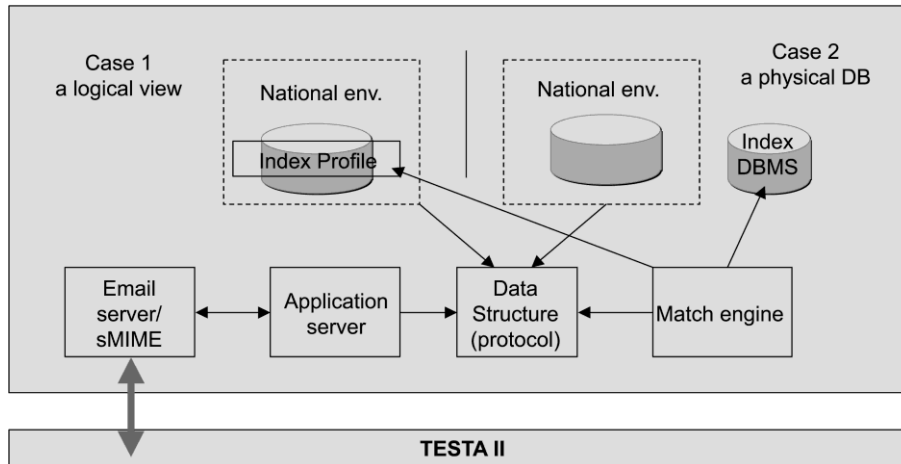 Case 1
a logical view
National env.
Index Profile
National env.
Case 2
a physical DB
Index
DBMS
Email
server/
sMIME
Application
server
Data
Structure
(protocol)
Match engine
TESTA II